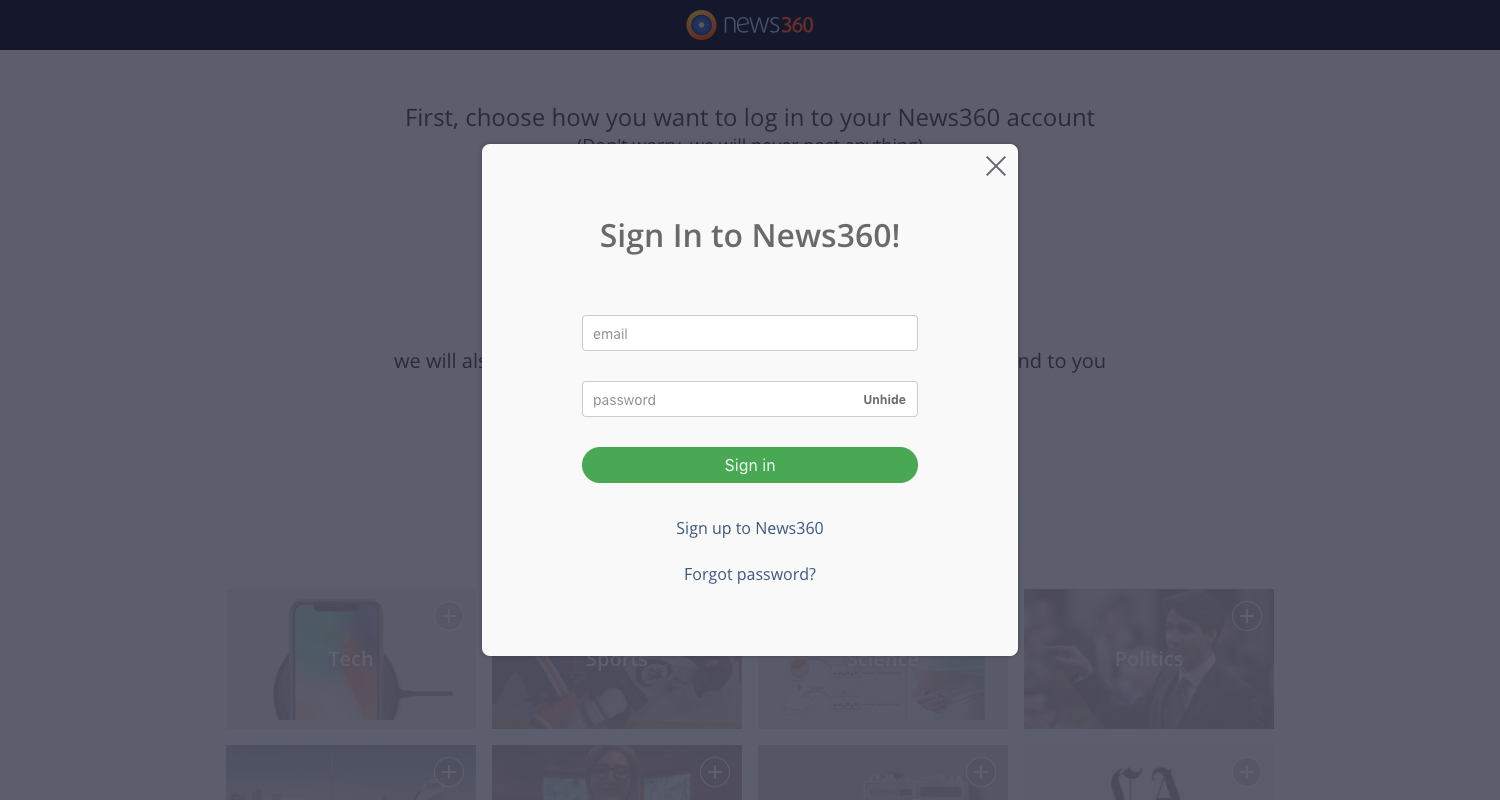 news360
First, choose how you want to log in to your News360 account
(Don't worry, we will never post anything)
Sign In to News360!
email
we will als
nd to you
password
Unhide
Sign in
Sign up to News360
Forgot password?
Tech
Sports
Science
Politics